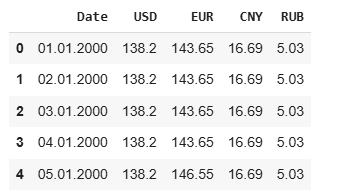 Date USD EUR CNY RUB
0 01.01.2000 138.2 143.65 16.69 5.03
1 02.01.2000 138.2 143.65 16.69 5.03
2 03.01.2000 138.2 143.65 16.69 5.03
3 04.01.2000 138.2 143.65 16.69 5.03
4 05.01.2000 138.2 146.55 16.69 5.03